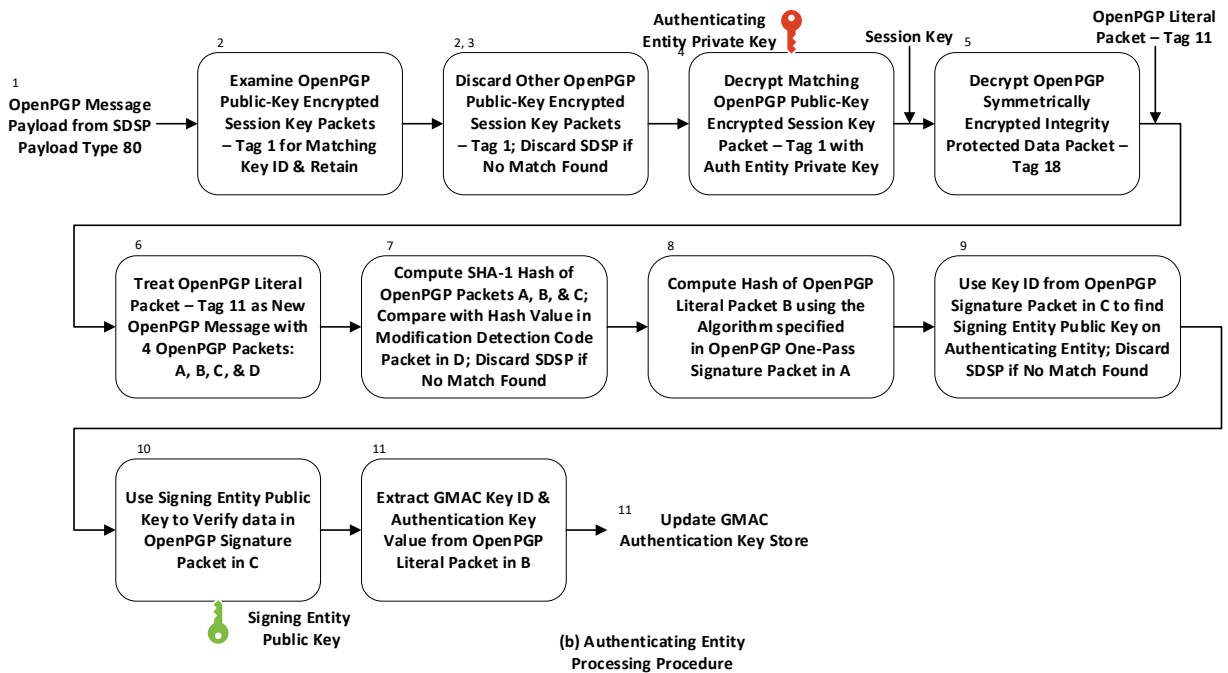 1
OpenPGP Message
Payload from SDSP
Payload Type 80
2
Examine OpenPGP
Public-Key Encrypted
Session Key Packets
– Tag 1 for Matching
Key ID & Retain
2, 3
Discard Other OpenPGP
Public-Key Encrypted
Session Key Packets
– Tag 1; Discard SDSP if
No Match Found
Authenticating
Entity Private Key
4
Decrypt Matching
OpenPGP Public-Key
Encrypted Session Key
Packet – Tag 1 with
Auth Entity Private Key
Session Key
5
Decrypt OpenPGP
Symmetrically
Encrypted Integrity
Protected Data Packet –
Tag 18
OpenPGP Literal
Packet – Tag 11
6
Treat OpenPGP Literal
Packet – Tag 11 as New
OpenPGP Message with
4 OpenPGP Packets:
A, B, C, & D
7
Compute SHA-1 Hash of
OpenPGP Packets A, B, & C;
Compare with Hash Value in
Modification Detection Code
Packet in D; Discard SDSP if
No Match Found
8
Compute Hash of OpenPGP
Literal Packet B using the
Algorithm specified
in OpenPGP One-Pass
Signature Packet in A
9
Use Key ID from OpenPGP
Signature Packet in C to find
Signing Entity Public Key on
Authenticating Entity; Discard
SDSP if No Match Found
10
Use Signing Entity Public
Key to Verify data in
OpenPGP Signature
Packet in C
Signing Entity
Public Key
11
Extract GMAC Key ID &
Authentication Key
Value from OpenPGP
Literal Packet in B
11
Update GMAC
Authentication Key Store
(b) Authenticating Entity
Processing Procedure